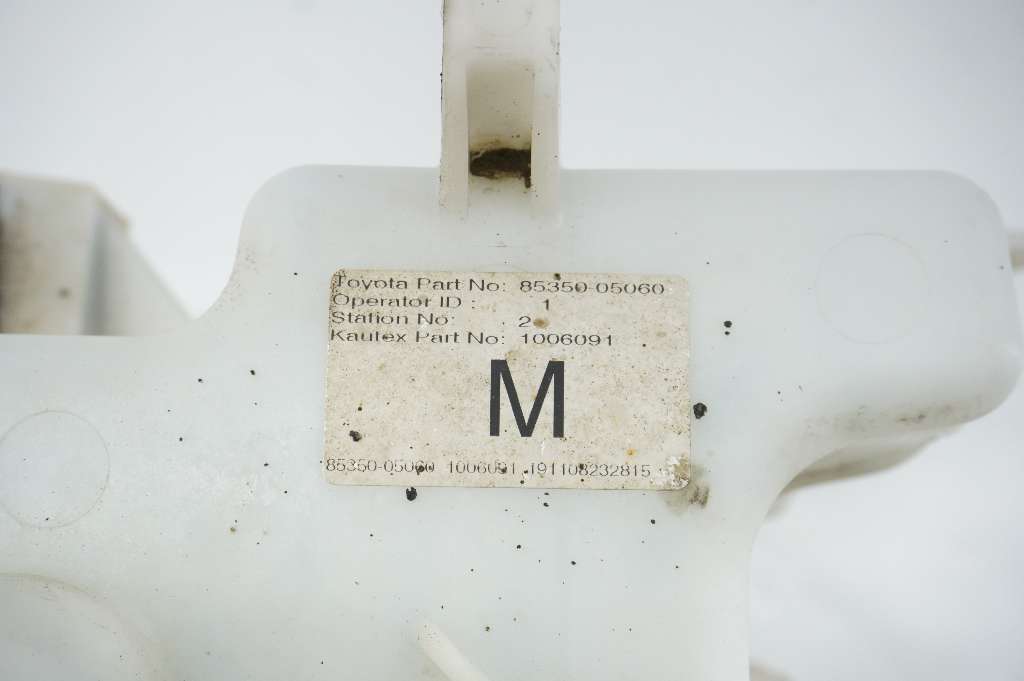 Toyota Part No: 85350-05060
Operator ID : 1
Station No: 2
Kautex Part No: 1006091
M
85350-05060 1006091 191108232815